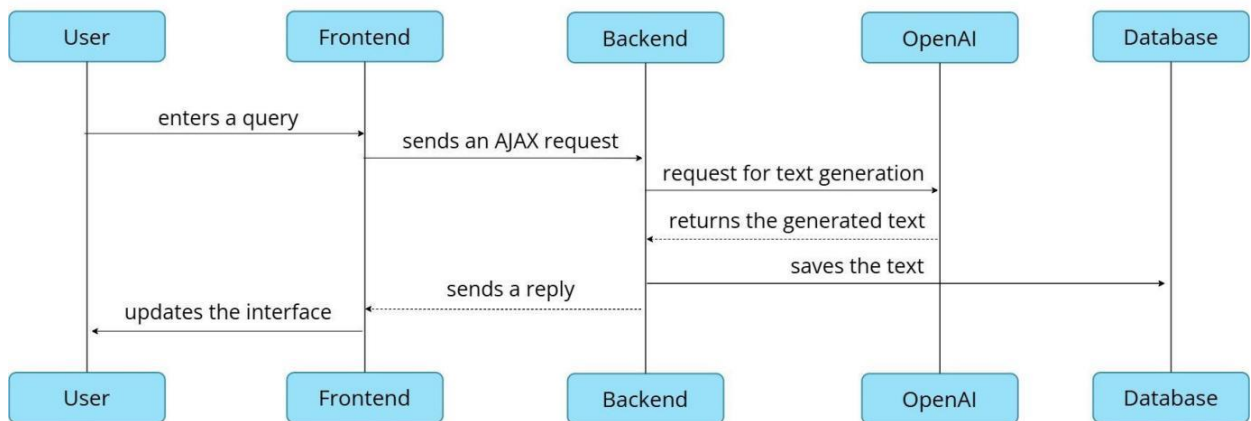 User
Frontend
Backend
OpenAI
Database
enters a query
sends an AJAX request
request for text generation
returns the generated text
saves the text
sends a reply
updates the interface
User
Frontend
Backend
OpenAI
Database